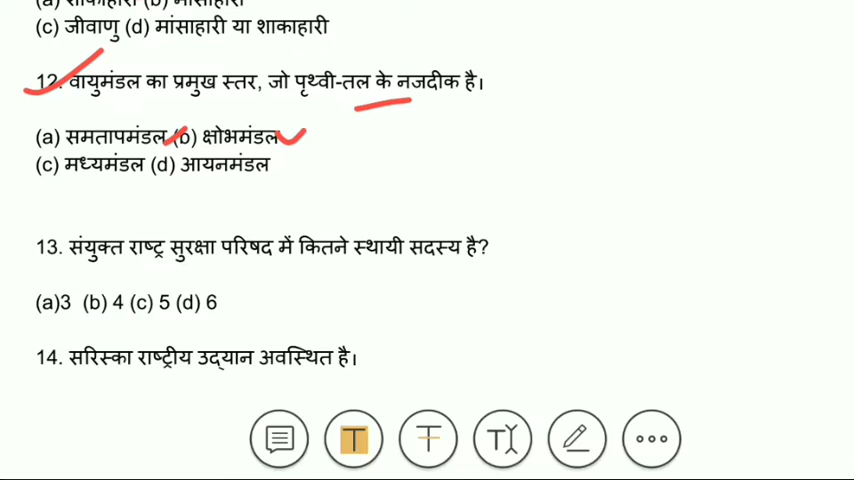 (a) शाकाहारी (b) मांसाहारी
(c) जीवाणु (d) मांसाहारी या शाकाहारी
12. वायुमंडल का प्रमुख स्तर, जो पृथ्वी-तल के नजदीक है।
(a) समतापमंडल (b) क्षोभमंडल
(c) मध्यमंडल (d) आयनमंडल
13. संयुक्त राष्ट्र सुरक्षा परिषद में कितने स्थायी सदस्य है?
(a)3 (b) 4 (c) 5 (d) 6
14. सरिस्का राष्ट्रीय उद्यान अवस्थित है।
T T T